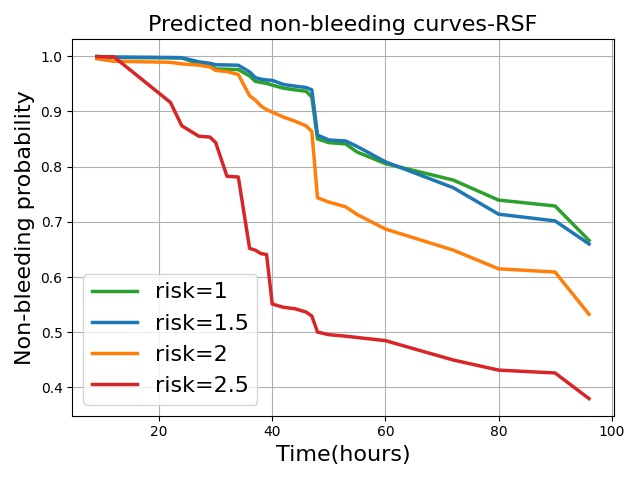 Predicted non-bleeding curves-RSF
Non-bleeding probability
1.0
0.9
0.8
0.7
0.6
0.5
0.4
risk=1
risk=1.5
risk=2
risk=2.5
20 40 60 80 100
Time(hours)